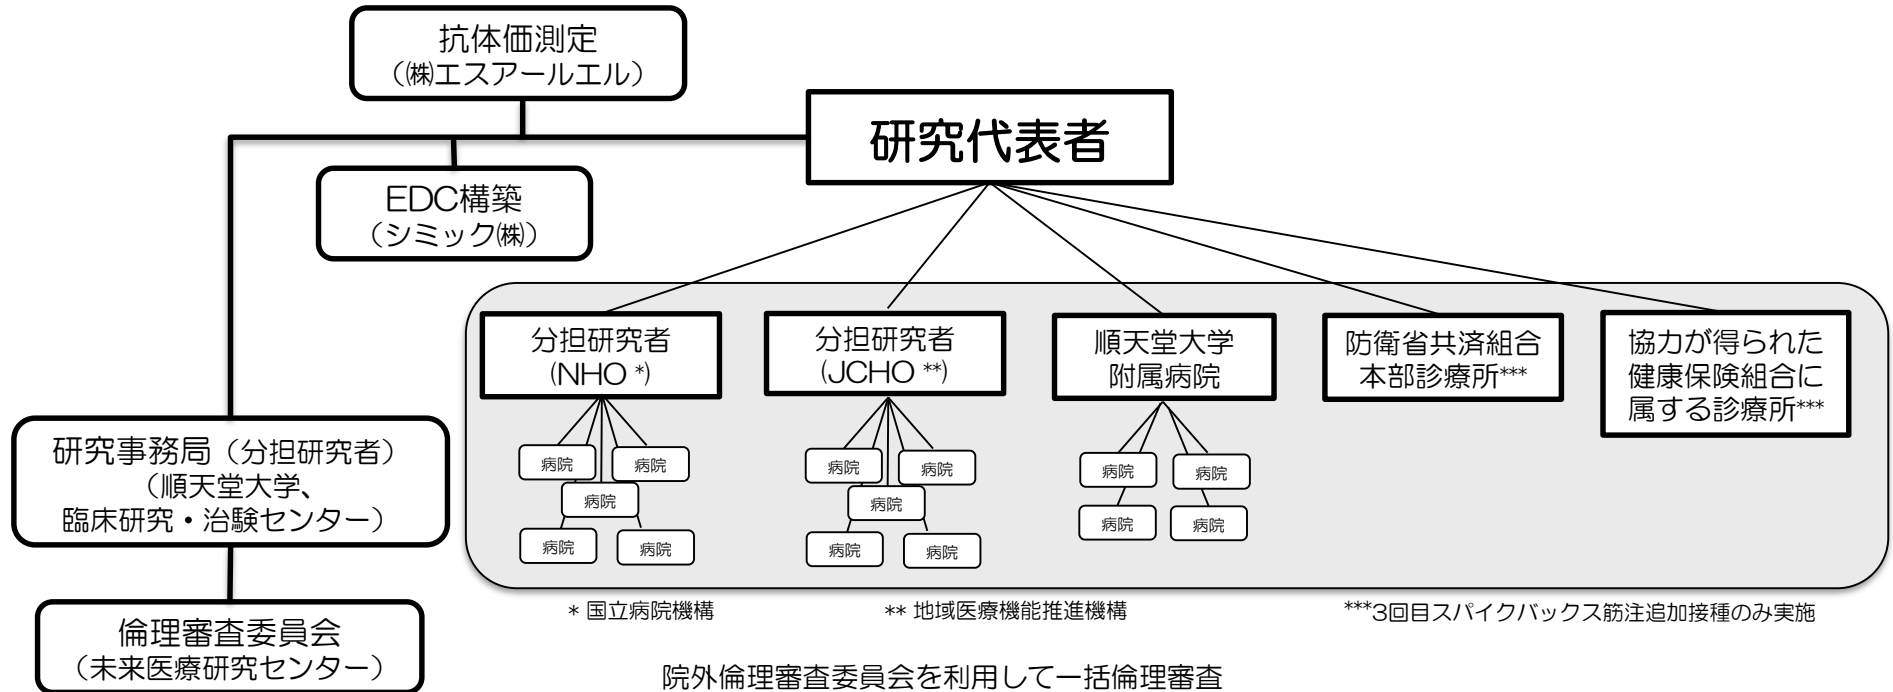 抗体価測定
（㈱エスアールエル）
研究代表者
EDC構築
（シミック㈱）
分担研究者
(NHO *)
分担研究者
(JCHO **)
順天堂大学
附属病院
防衛省共済組合
本部診療所***
協力が得られた
健康保険組合に
属する診療所***
病院
病院
病院
病院
病院
病院
病院
病院
病院
病院
病院
病院
病院
病院
研究事務局（分担研究者）
（順天堂大学、
臨床研究・治験センター）
倫理審査委員会
（未来医療研究センター）
* 国立病院機構
** 地域医療機能推進機構
***3回目スパイクバックス筋注追加接種のみ実施
院外倫理審査委員会を利用して一括倫理審査